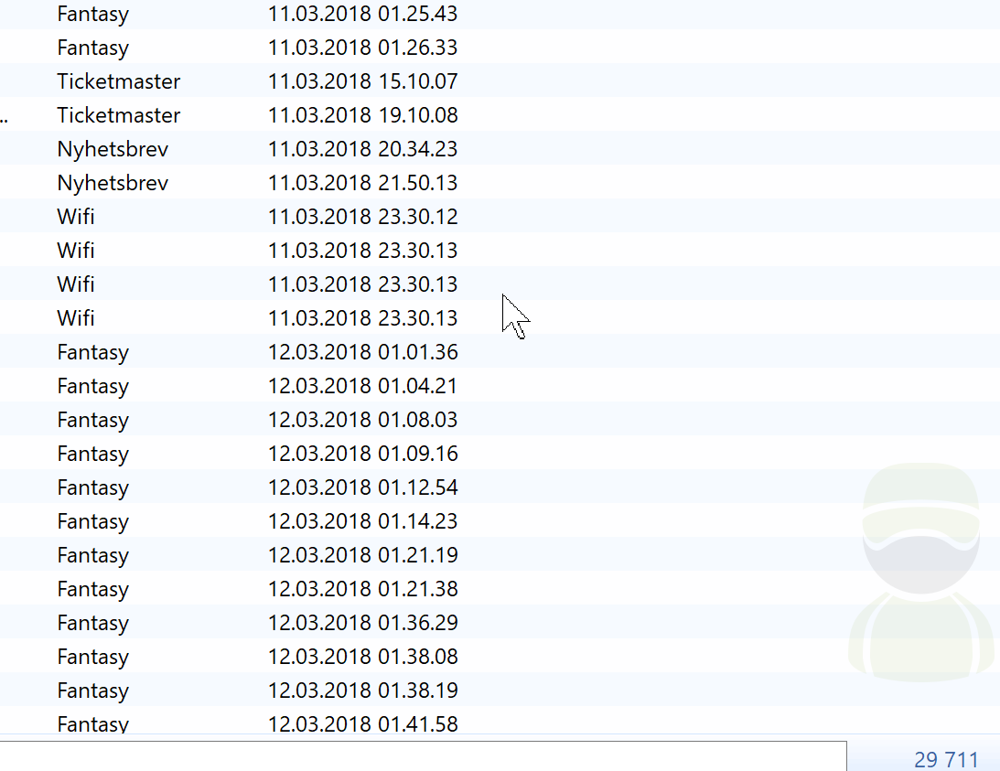 Fantasy 11.03.2018 01.25.43
Fantasy 11.03.2018 01.26.33
Ticketmaster 11.03.2018 15.10.07
.. Ticketmaster 11.03.2018 19.10.08
Nyhetsbrev 11.03.2018 20.34.23
Nyhetsbrev 11.03.2018 21.50.13
Wifi 11.03.2018 23.30.12
Wifi 11.03.2018 23.30.13
Wifi 11.03.2018 23.30.13
Wifi 11.03.2018 23.30.13
Fantasy 12.03.2018 01.01.36
Fantasy 12.03.2018 01.04.21
Fantasy 12.03.2018 01.08.03
Fantasy 12.03.2018 01.09.16
Fantasy 12.03.2018 01.12.54
Fantasy 12.03.2018 01.14.23
Fantasy 12.03.2018 01.21.19
Fantasy 12.03.2018 01.21.38
Fantasy 12.03.2018 01.36.29
Fantasy 12.03.2018 01.38.08
Fantasy 12.03.2018 01.38.19
Fantasy 12.03.2018 01.41.58
29 711